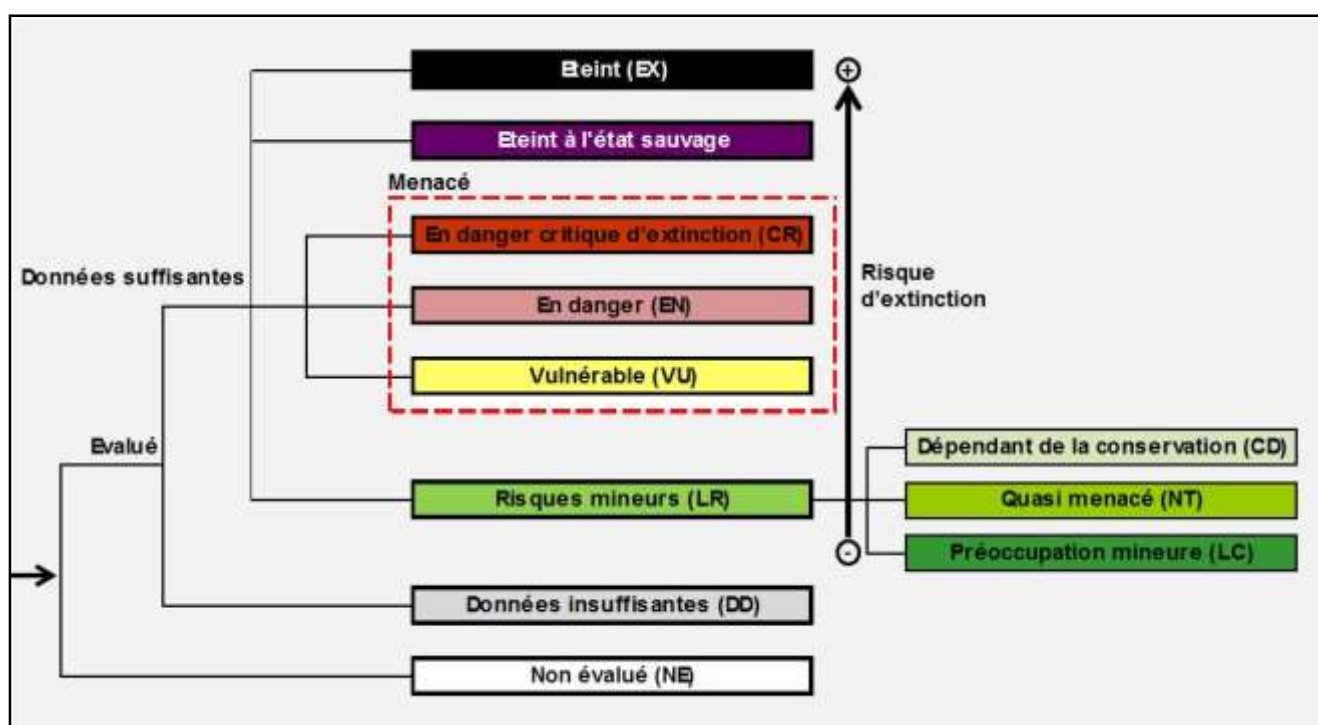 Eteint (EX)
Eteint à l'état sauvage
Menacé
En danger critique d'extinction (CR)
Données suffisantes
En danger (EN)
Risque
d'extinction
Vulnérable (VU)
Evalué
Dépendant de la conservation (CD)
Risques mineurs (LR)
Quasi menacé (NT)
Préoccupation mineure (LC)
Données insuffisantes (DD)
Non évalué (NE)